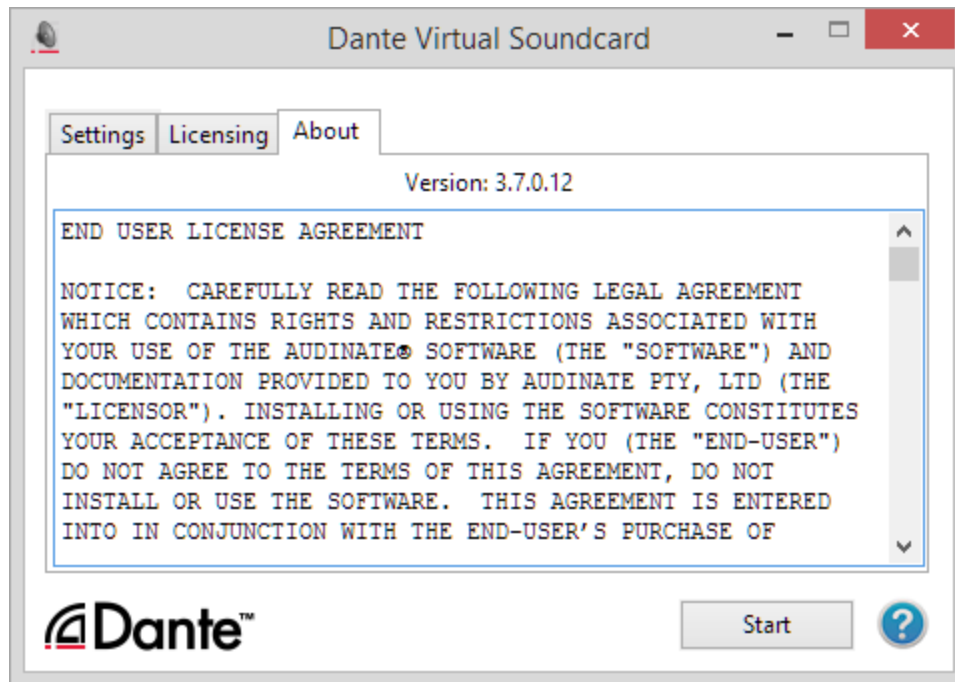 Dante Virtual Soundcard
Settings Licensing About
Version: 3.7.0.12
END USER LICENSE AGREEMENT
NOTICE:  CAREFULLY READ THE FOLLOWING LEGAL AGREEMENT
WHICH CONTAINS RIGHTS AND RESTRICTIONS ASSOCIATED WITH
YOUR USE OF THE AUDINATE® SOFTWARE (THE "SOFTWARE") AND
DOCUMENTATION PROVIDED TO YOU BY AUDINATE PTY, LTD (THE
"LICENSOR"). INSTALLING OR USING THE SOFTWARE CONSTITUTES
YOUR ACCEPTANCE OF THESE TERMS.  IF YOU (THE "END-USER")
DO NOT AGREE TO THE TERMS OF THIS AGREEMENT, DO NOT
INSTALL OR USE THE SOFTWARE.  THIS AGREEMENT IS ENTERED
INTO IN CONJUNCTION WITH THE END-USER’S PURCHASE OF
Dante™
Start
?